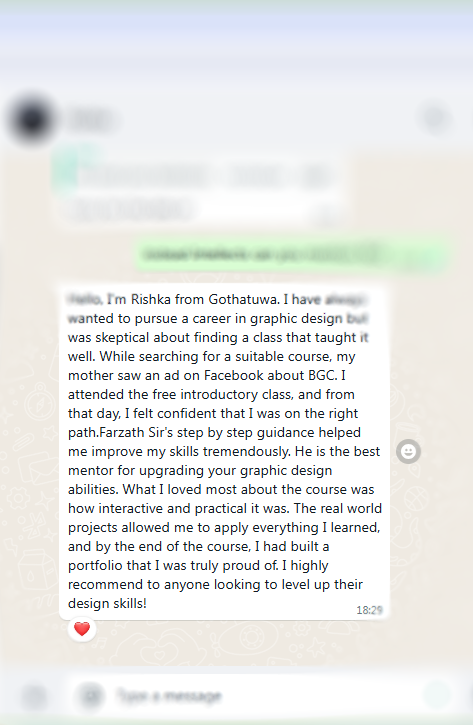 Hello, I'm Rishka from Gothatuwa. I have always
wanted to pursue a career in graphic design but
was skeptical about finding a class that taught it
well. While searching for a suitable course, my
mother saw an ad on Facebook about BGC. I
attended the free introductory class, and from
that day, I felt confident that I was on the right
path.Farzath Sir's step by step guidance helped
me improve my skills tremendously. He is the best
mentor for upgrading your graphic design
abilities. What I loved most about the course was
how interactive and practical it was. The real world
projects allowed me to apply everything I learned,
and by the end of the course, I had built a
portfolio that I was truly proud of. I highly
recommend to anyone looking to level up their
design skills!
18:29
Type a message